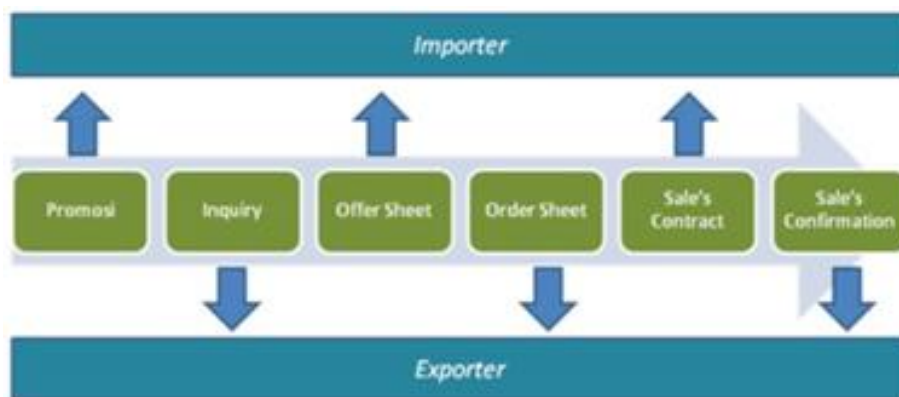 Importer
Promosi
Inquiry
Offer Sheet
Order Sheet
Sale's
Contract
Sale's
Confirmation
Exporter